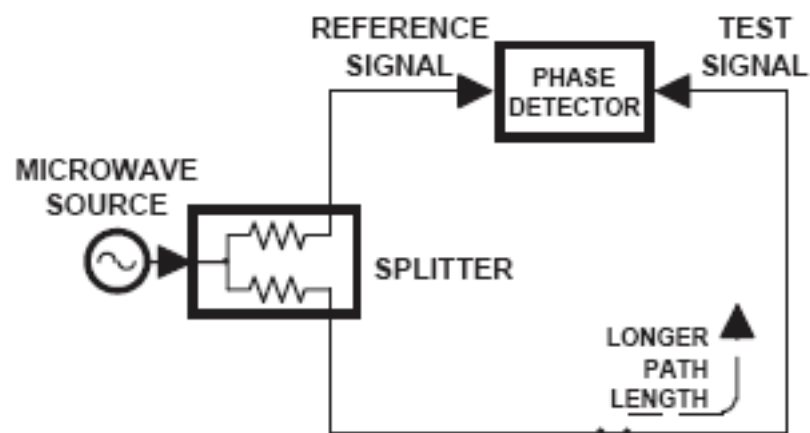 REFERENCE
SIGNAL
PHASE
DETECTOR
TEST
SIGNAL
MICROWAVE
SOURCE
SPLITTER
LONGER
PATH
LENGTH